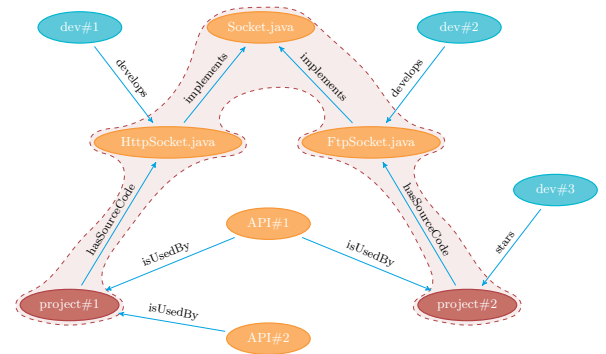 dev#1
Socket.java
dev#2
develops
implements
implements
develops
HttpSocket.java
FtpSocket.java
dev#3
hasSourceCode
hasSourceCode
API#1
stars
isUsedBy
isUsedBy
project#1
project#2
isUsedBy
API#2